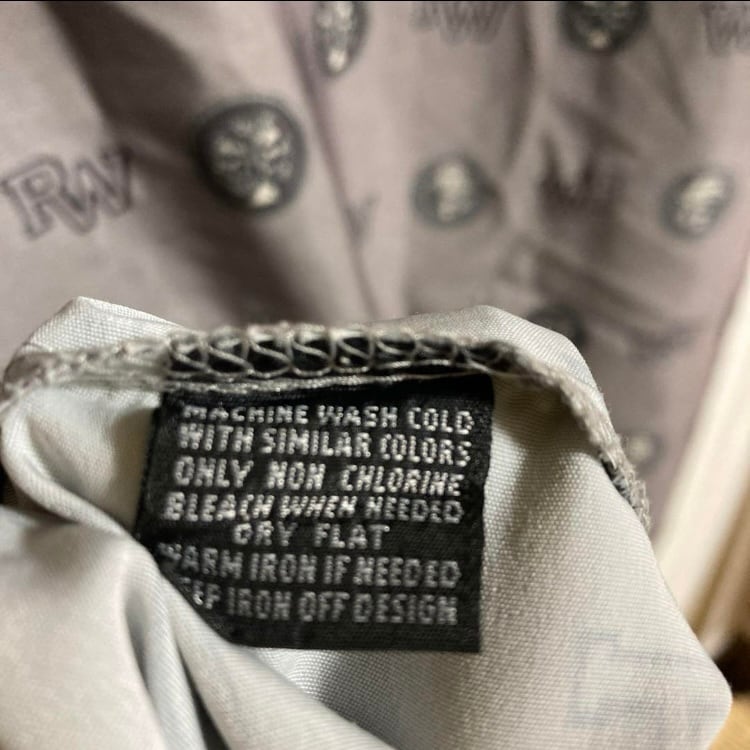 RW
MACHINE WASH COLD
WITH SIMILAR COLORS
ONLY NON CHLORINE
BLEACH WHEN NEEDED
DRY FLAT
WARM IRON IF NEEDED
KEEP IRON OFF DESIGN